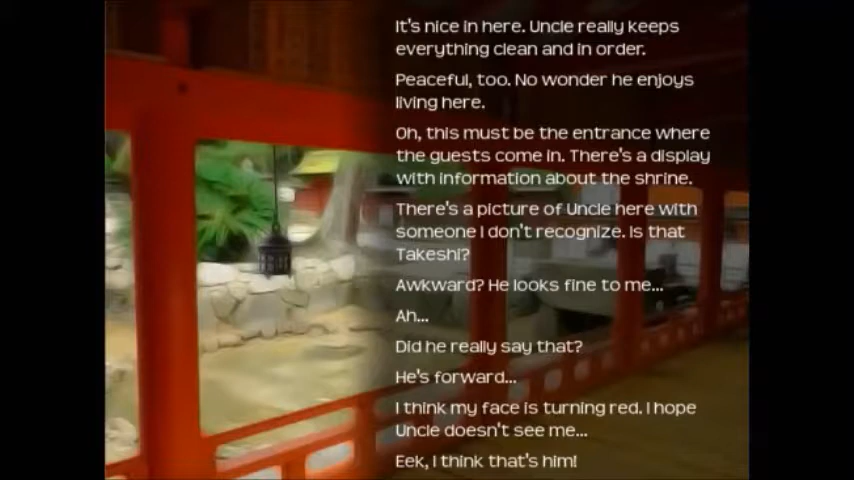 It's nice in here. Uncle really keeps
everything clean and in order.
Peaceful, too. No wonder he enjoys
living here.
Oh, this must be the entrance where
the guests come in. There's a display
with information about the shrine.
There's a picture of Uncle here with
someone I don't recognize. Is that
Takeshi?
Awkward? He looks fine to me...
Ah...
Did he really say that?
He's forward...
I think my face is turning red. I hope
Uncle doesn't see me...
Eek, I think that's him!